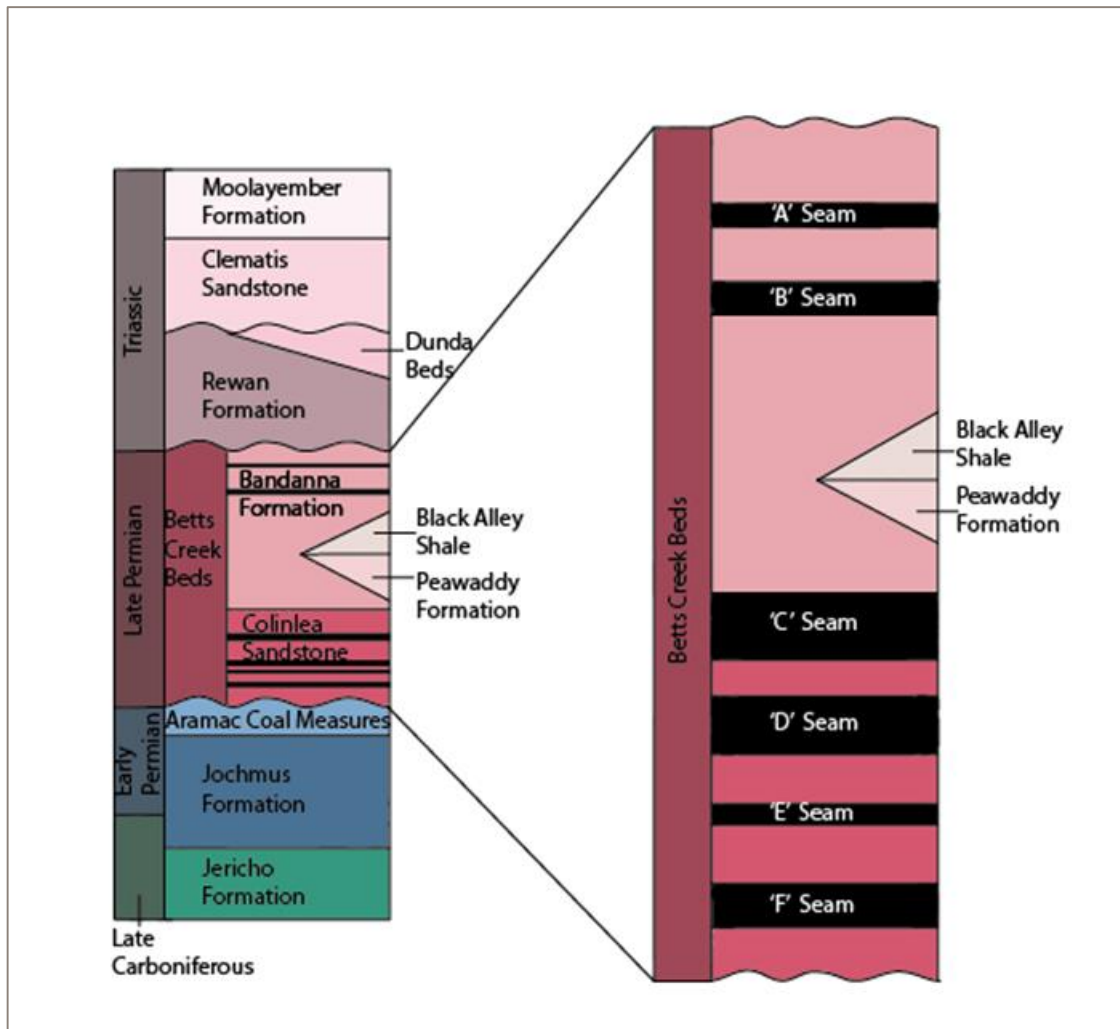 Triassic
Late Permian
Early
Permian
Late
Carboniferous
Moolayember
Formation
Clematis
Sandstone
Dunda
Beds
Rewan
Formation
Betts
Creek
Beds
Bandanna
Formation
Black Alley
Shale
Peawaddy
Formation
Colinlea
Sandstone
Aramac Coal Measures
Jochmus
Formation
Jericho
Formation
Betts Creek Beds
‘A’ Seam
‘B’ Seam
Black Alley
Shale
Peawaddy
Formation
‘C’ Seam
‘D’ Seam
‘E’ Seam
‘F’ Seam